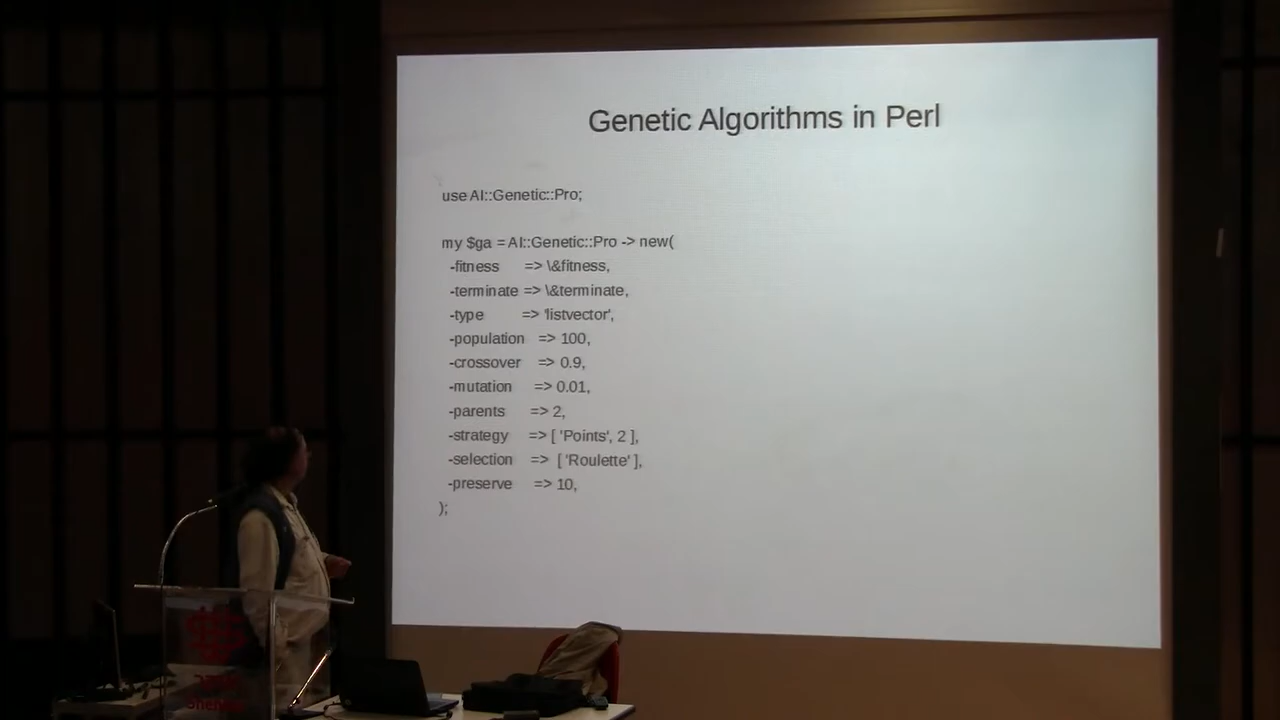 Genetic Algorithms in Perl
use AI::Genetic::Pro;
my $ga = AI::Genetic::Pro -> new(
-fitness => \&fitness,
-terminate => \&terminate,
-type => 'listvector',
-population => 100,
-crossover => 0.9,
-mutation => 0.01,
-parents => 2,
-strategy => [ 'Points', 2 ],
-selection => [ 'Roulette' ],
-preserve => 10,
);